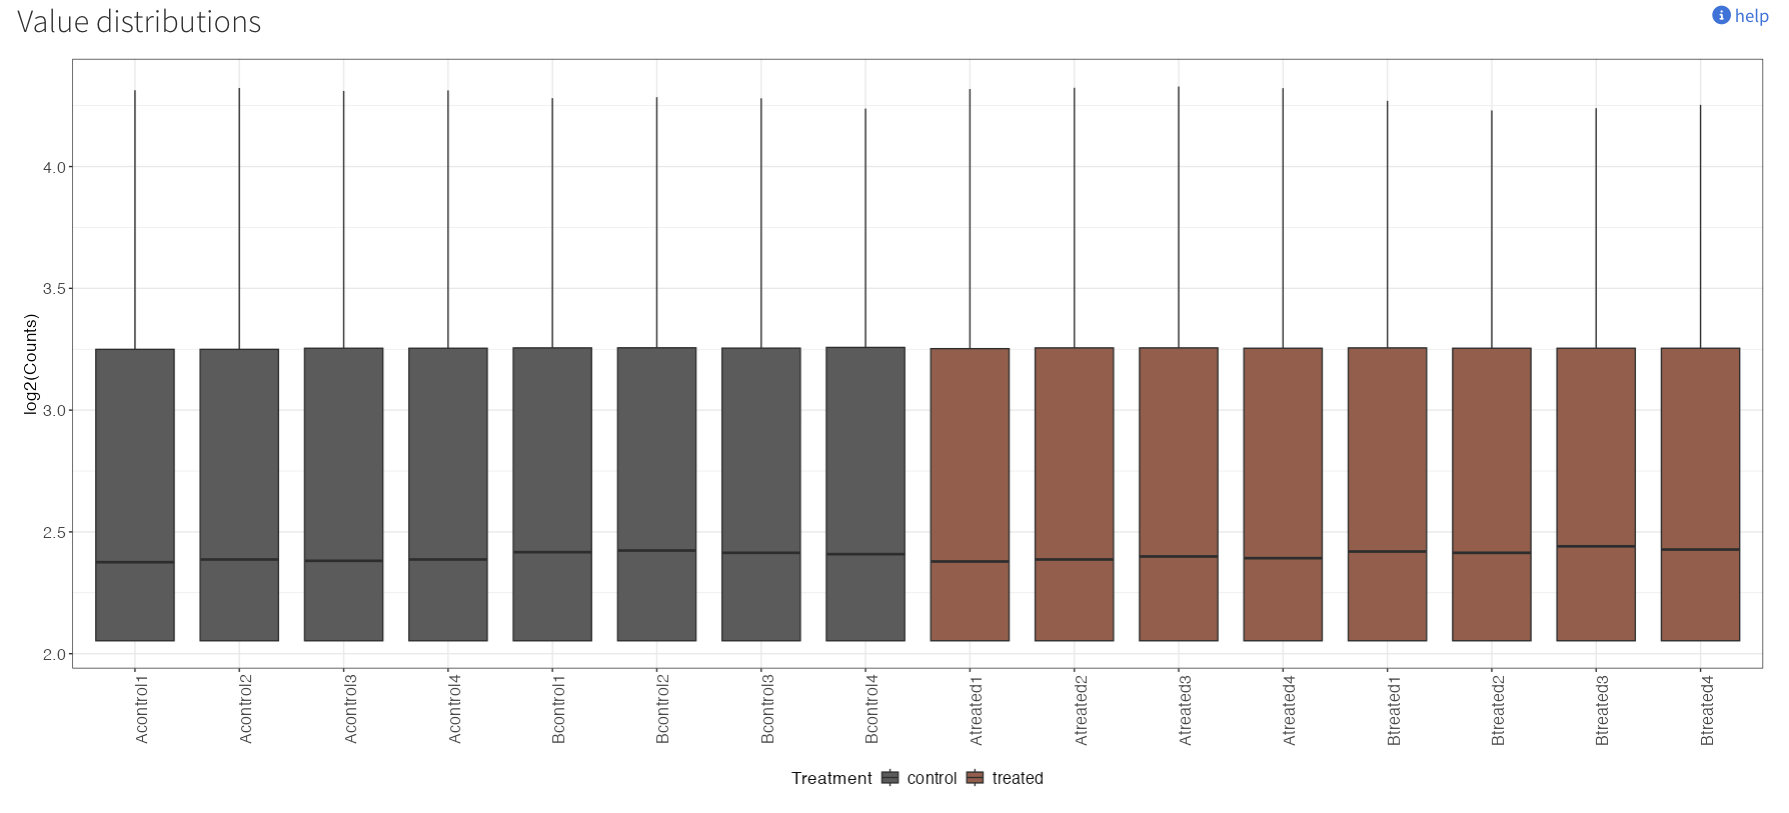 Value distributions
help
log2(Counts)
4.0
3.5
3.0
2.5
2.0
Acontrol1
Acontrol2
Acontrol3
Acontrol4
Bcontrol1
Bcontrol2
Bcontrol3
Bcontrol4
Atreated1
Atreated2
Atreated3
Atreated4
Btreated1
Btreated2
Btreated3
Btreated4
Treatment control treated